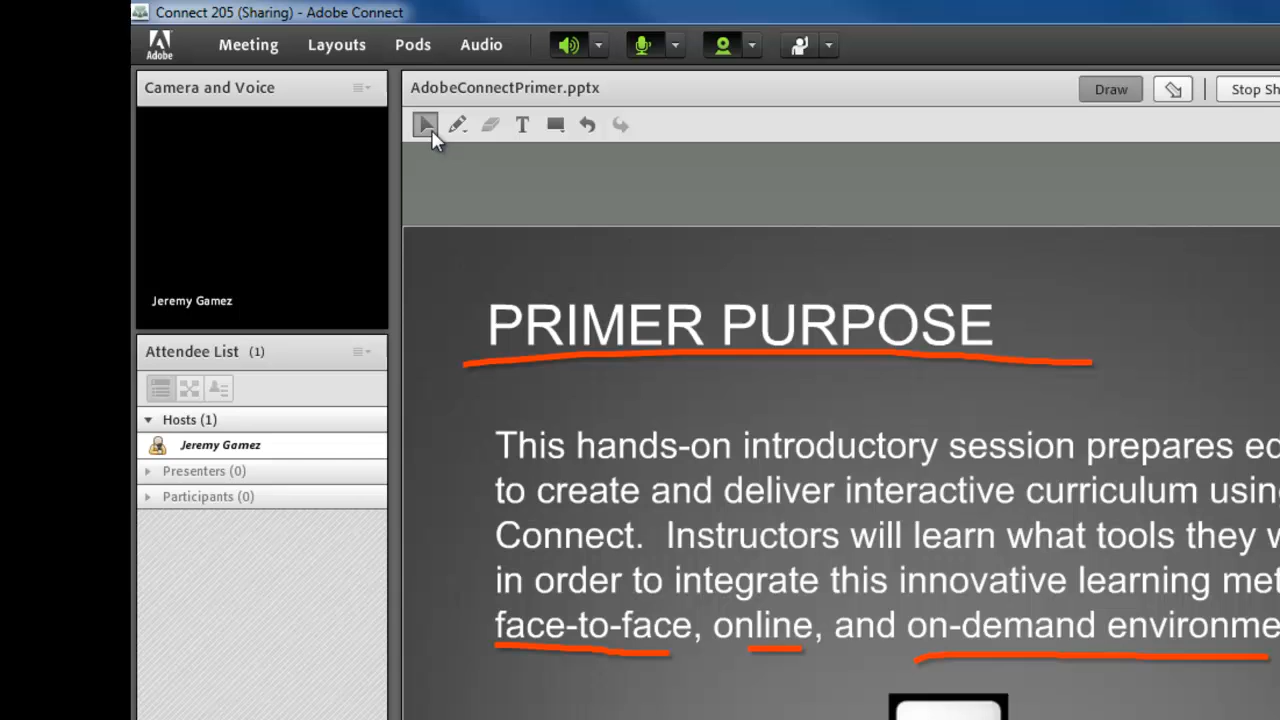 Connect 205 (Sharing) - Adobe Connect
Adobe
Meeting
Layouts
Pods
Audio
Camera and Voice
AdobeConnectPrimer.pptx
Draw
Stop Sh
T
Jeremy Gamez
Attendee List (1)
Hosts (1)
Jeremy Gamez
Presenters (0)
Participants (0)
PRIMER PURPOSE
This hands-on introductory session prepares ed
to create and deliver interactive curriculum usin
Connect. Instructors will learn what tools they w
in order to integrate this innovative learning met
face-to-face, online, and on-demand environme